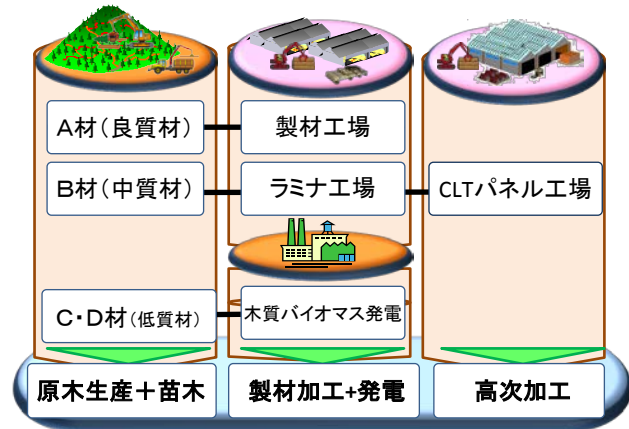 A材(良質材)
製材工場
B材(中質材)
ラミナ工場
CLTパネル工場
C・D材(低質材)
木質バイオマス発電
原木生産＋苗木
製材加工+発電
高次加工